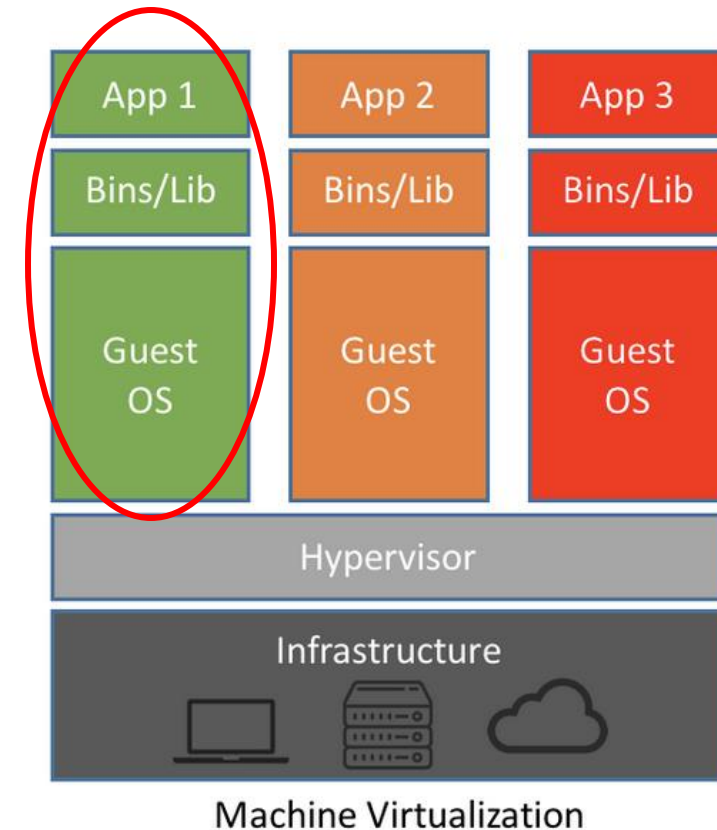 App 1
App 2
App 3
Bins/Lib
Bins/Lib
Bins/Lib
Guest
OS
Guest
OS
Guest
OS
Hypervisor
Infrastructure
Machine Virtualization